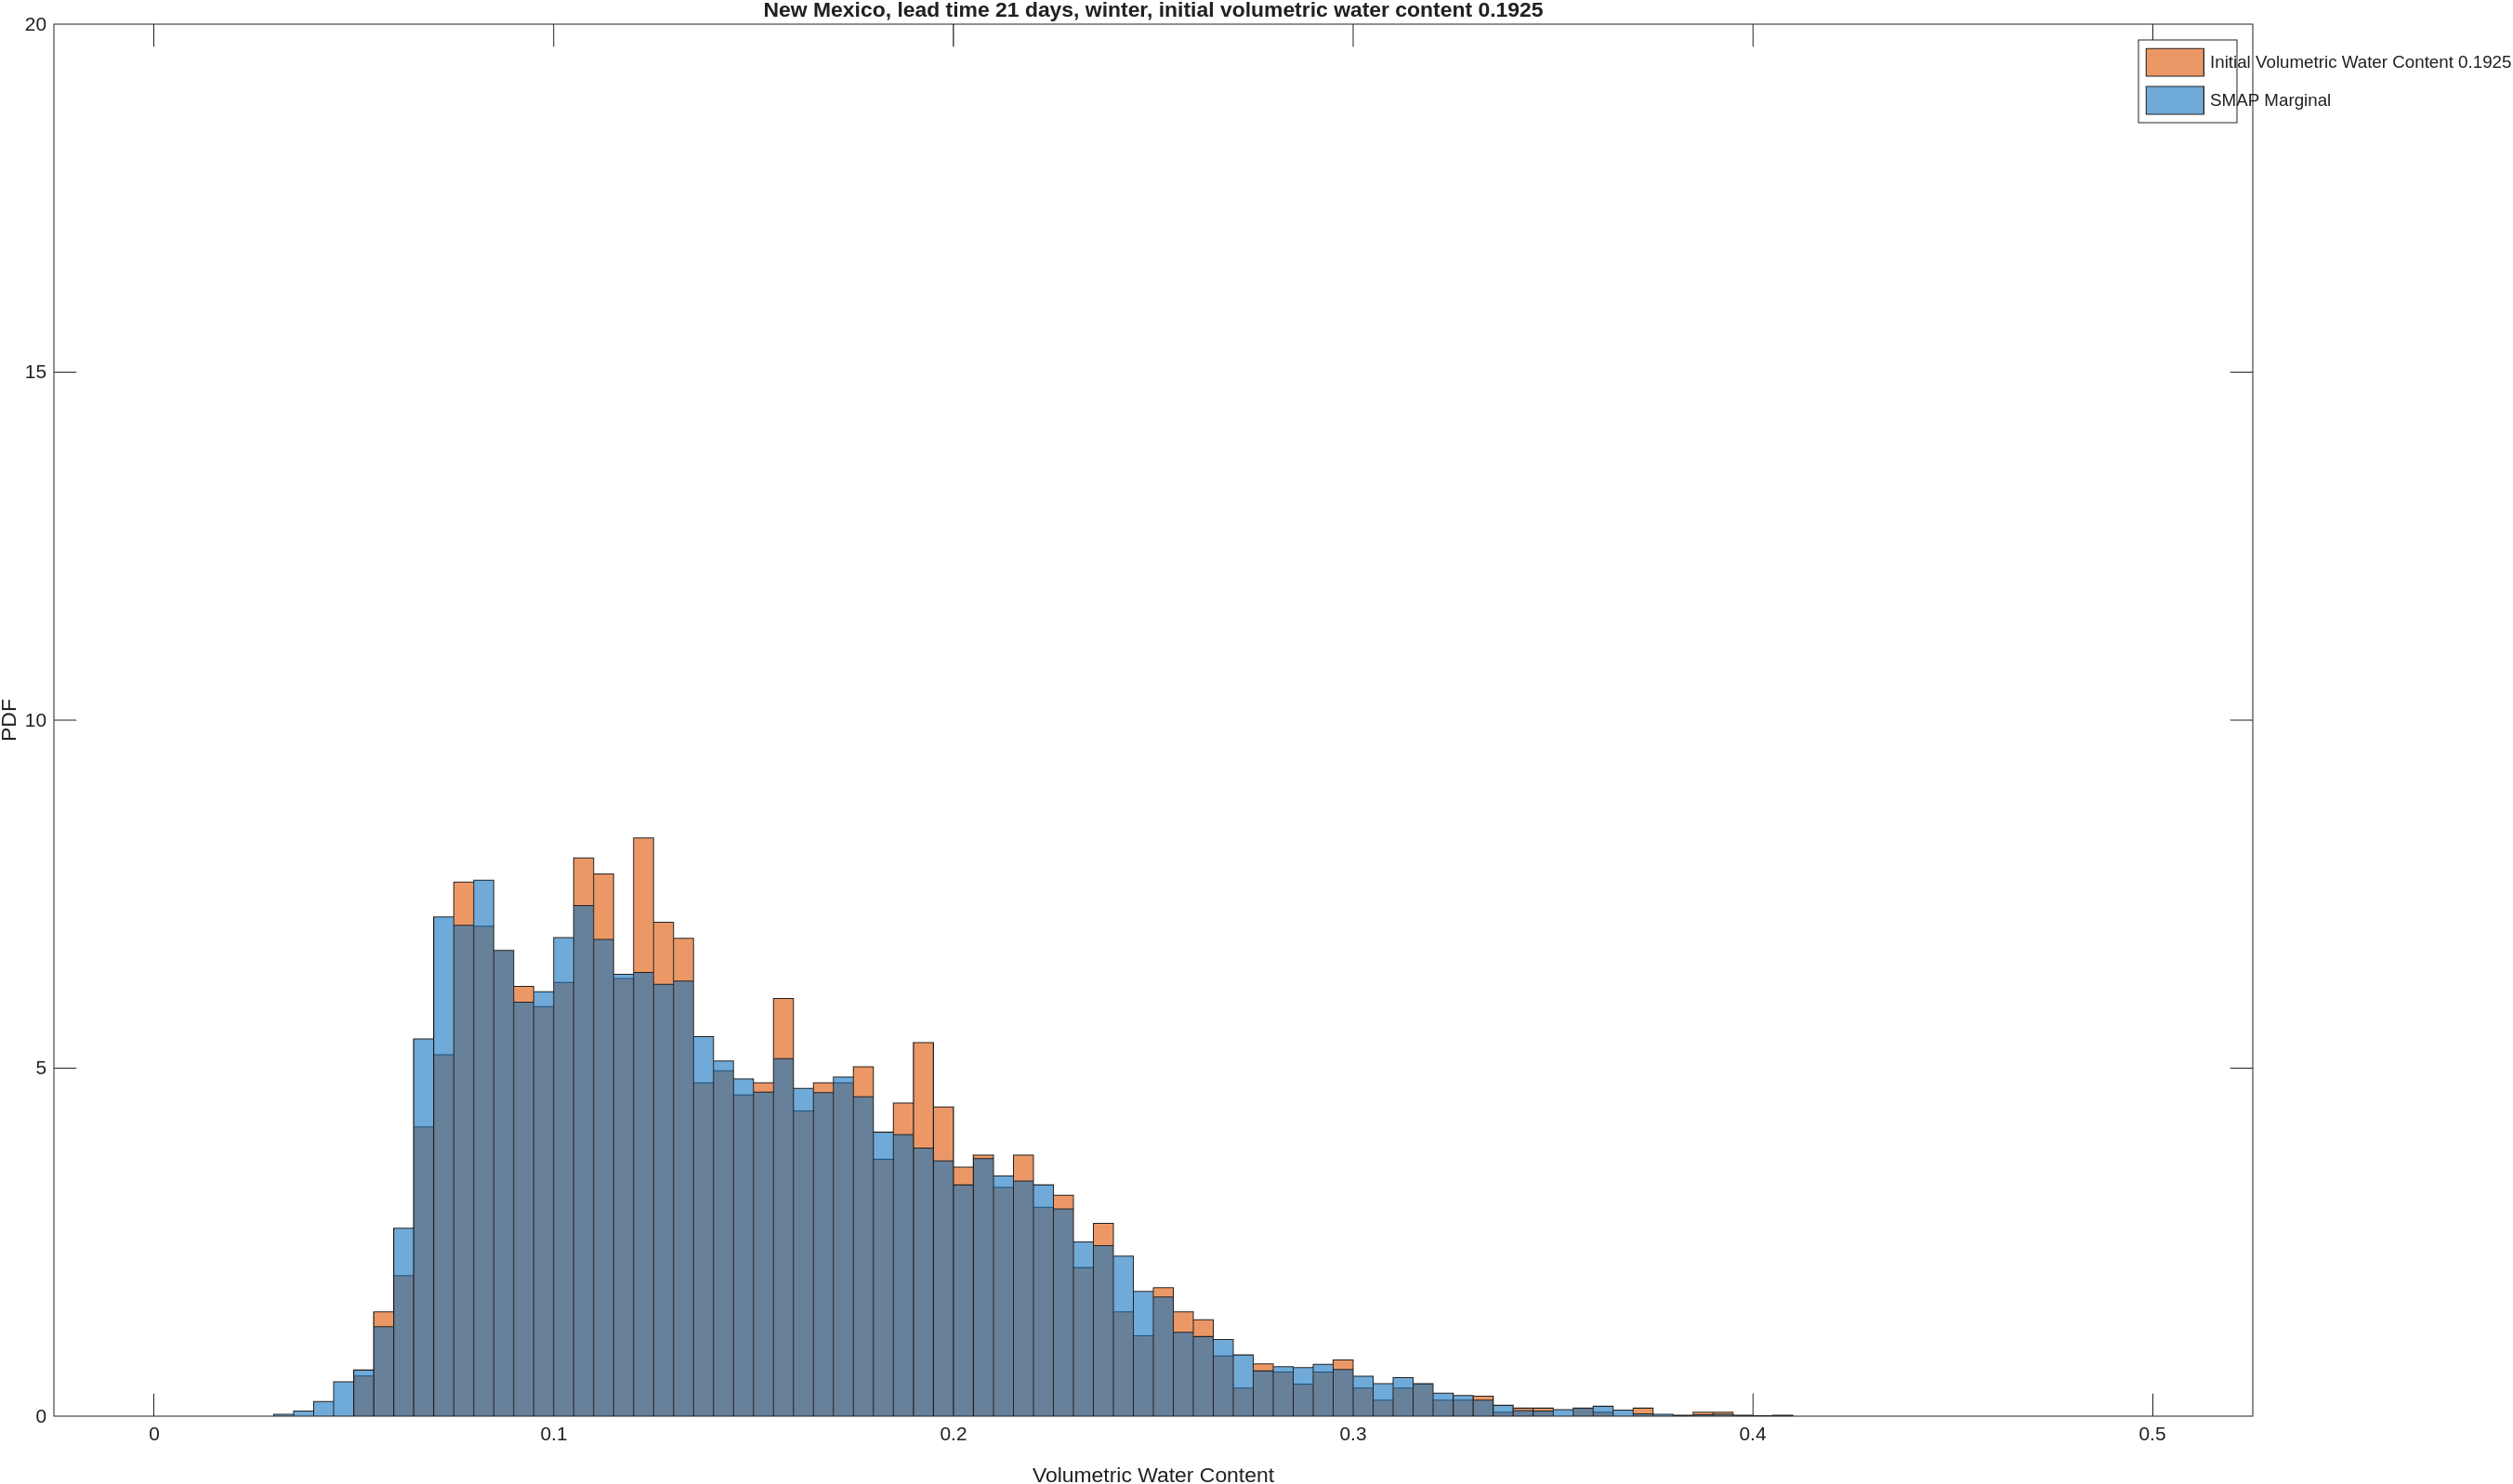 New Mexico, lead time 21 days, winter, initial volumetric water content 0.1925
20
15
10
5
0
PDF
Initial Volumetric Water Content 0.1925
SMAP Marginal
0 0.1 0.2 0.3 0.4 0.5
Volumetric Water Content